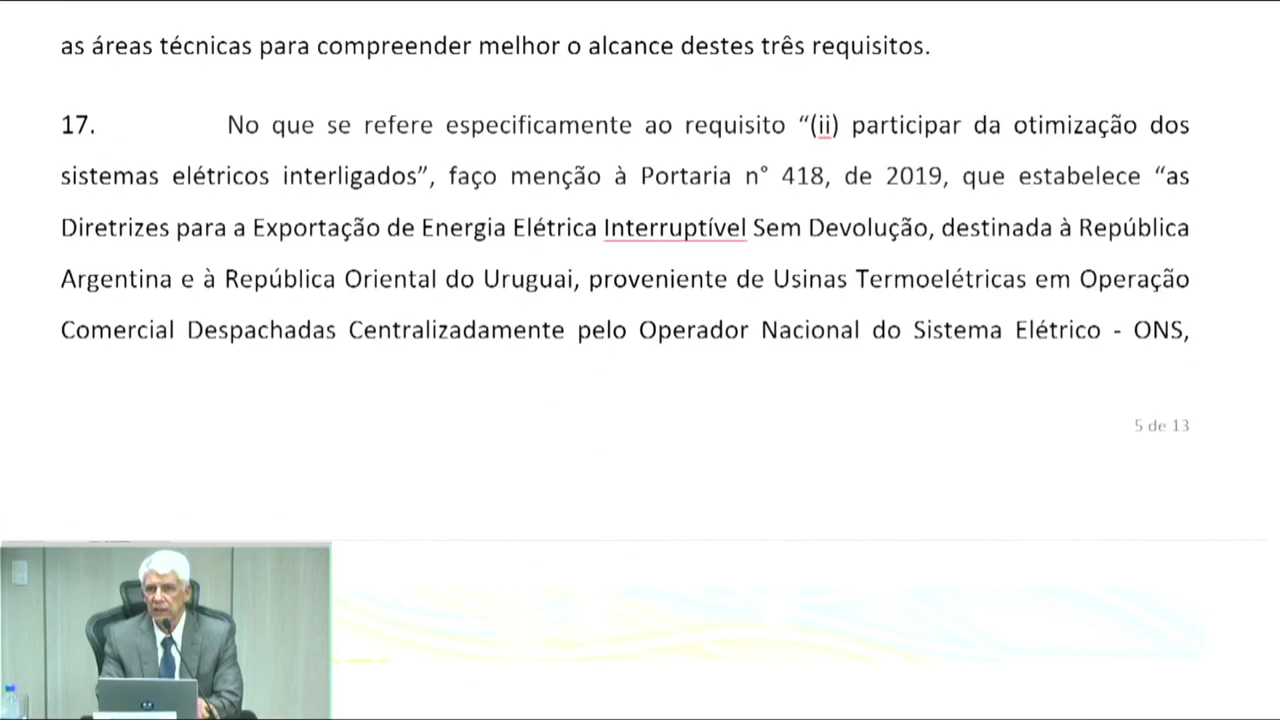 as áreas técnicas para compreender melhor o alcance destes três requisitos.
17. No que se refere especificamente ao requisito “(ii) participar da otimização dos
sistemas elétricos interligados”, faço menção à Portaria n° 418, de 2019, que estabelece “as
Diretrizes para a Exportação de Energia Elétrica Interruptível Sem Devolução, destinada à República
Argentina e à República Oriental do Uruguai, proveniente de Usinas Termoelétricas em Operação
Comercial Despachadas Centralizadamente pelo Operador Nacional do Sistema Elétrico - ONS,
5 de 13